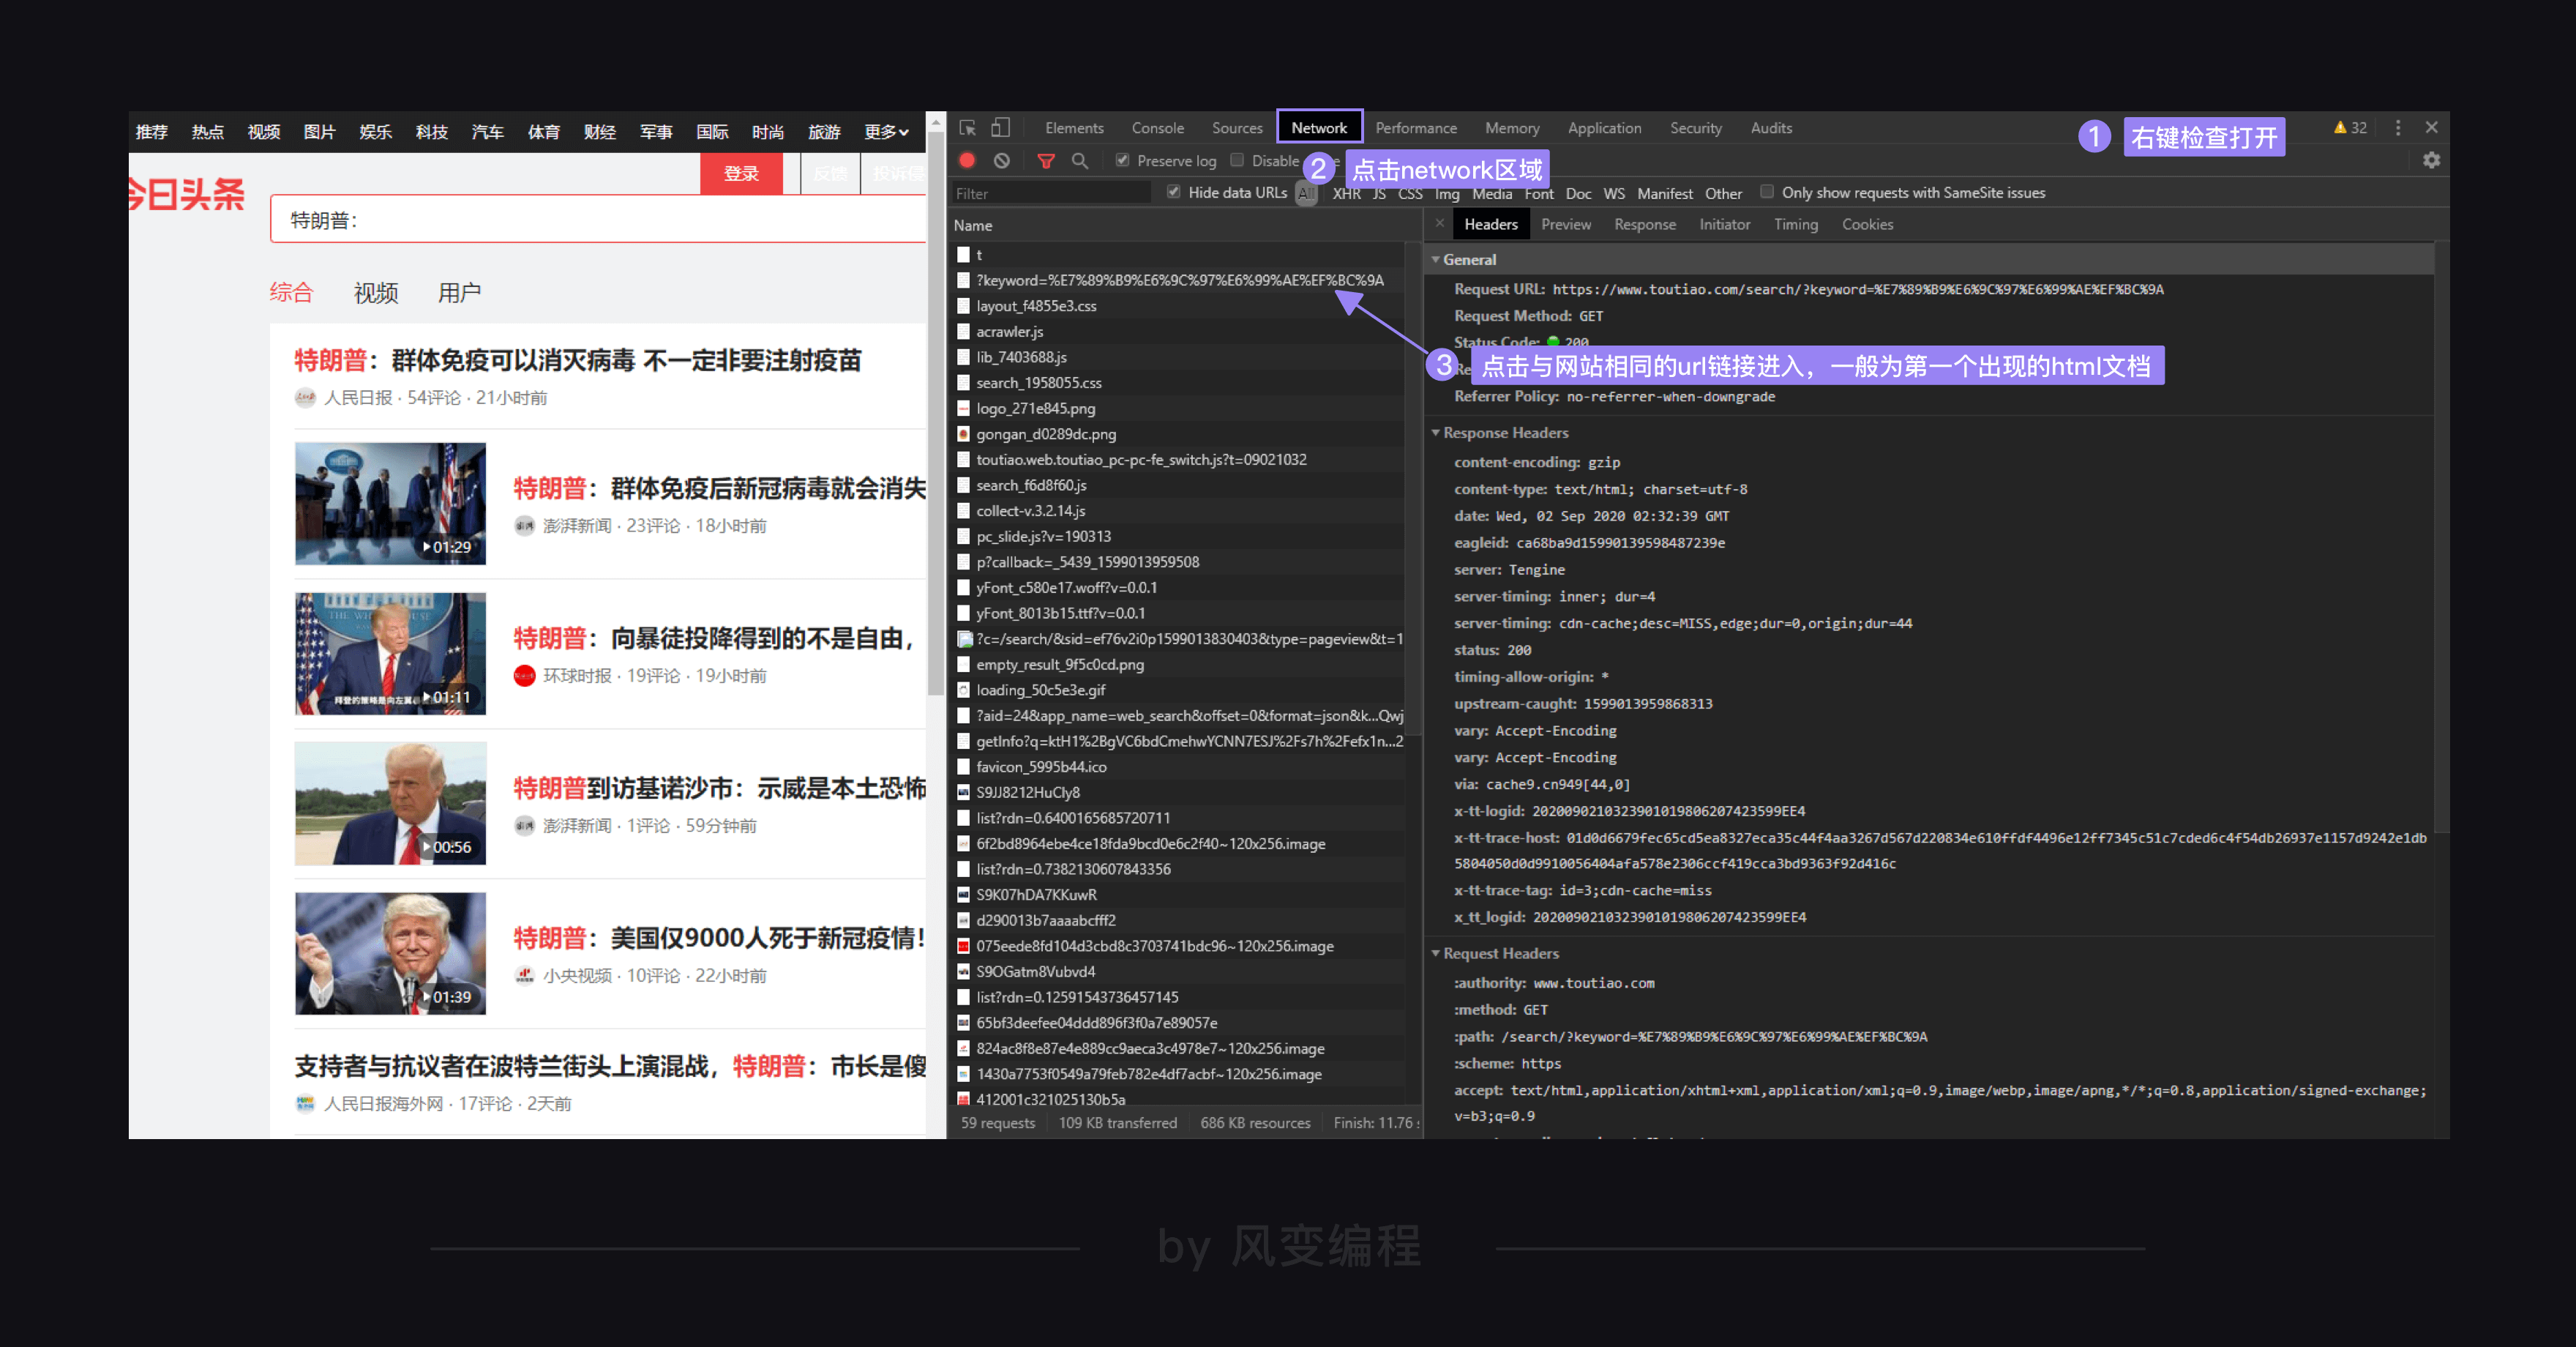 推荐 热点 视频 图片 娱乐 科技 汽车 体育 财经 军事 国际 时尚 旅游 更多
登录 反馈
今日头条
特朗普：
综合 视频 用户
特朗普：群体免疫可以消灭病毒 不一定非要注射疫苗
人民日报 · 54评论 · 21小时前
01:29
特朗普：群体免疫后新冠病毒就会消失
澎湃新闻 · 23评论 · 18小时前
01:11
特朗普：向暴徒投降得到的不是自由，
环球时报 · 19评论 · 19小时前
00:56
特朗普到访基诺沙市：示威是本土恐怖
澎湃新闻 · 1评论 · 59分钟前
01:39
特朗普：美国仅9000人死于新冠疫情!
小央视频 · 10评论 · 22小时前
支持者与抗议者在波特兰街头上演混战，特朗普：市长是傻
人民日报海外网 · 17评论 · 2天前
Elements Console Sources Network Performance Memory Application Security Audits
1 右键检查打开
32
Preserve log Disable
2 点击network区域
Filter Hide data URLs All XHR JS CSS Img Media Font Doc WS Manifest Other Only show requests with SameSite issues
Name
t
?keyword=%E7%89%B9%E6%9C%97%E6%99%AE%EF%BC%9A
layout_f4855e3.css
acrawler.js
lib_7403688.js
search_1958055.css
logo_271e845.png
gongan_d0289dc.png
toutiao.web.toutiao_pc-pc-fe_switch.js?t=09021032
search_f6d8f60.js
collect-v.3.2.14.js
pc_slide.js?v=190313
p?callback=_5439_1599013959508
yFont_c580e17.woff?v=0.0.1
yFont_8013b15.ttf?v=0.0.1
?c=/search/&sid=ef76v2i0p1599013830403&type=pageview&t=1
empty_result_9f5c0cd.png
loading_50c5e3e.gif
?aid=24&app_name=web_search&offset=0&format=json&k...Qwj
getInfo?q=ktH1%2BgVC6bdCmehwYCNN7ESJ%2Fs7h%2Fefx1n...2
favicon_5995b44.ico
S9JJ8212HuCly8
list?rdn=0.6400165685720711
6f2bd8964ebe4ce18fda9bcd0e6c2f40~120x256.image
list?rdn=0.7382130607843356
S9K07hDA7KKuwR
d290013b7aaaabcfff2
075eede8fd104d3cbd8c3703741bdc96~120x256.image
S9OGatm8Vubvd4
list?rdn=0.12591543736457145
65bf3deefee04ddd896f3f0a7e89057e
824ac8f8e87e4e889cc9aeca3c4978e7~120x256.image
1430a7753f0549a79feb782e4df7acbf~120x256.image
412001c321025130b5a
59 requests 109 KB transferred 686 KB resources Finish: 11.76
Headers Preview Response Initiator Timing Cookies
General
Request URL: https://www.toutiao.com/search/?keyword=%E7%89%B9%E6%9C%97%E6%99%AE%EF%BC%9A
Request Method: GET
Status Code: 200
3 点击与网站相同的url链接进入，一般为第一个出现的html文档
Referrer Policy: no-referrer-when-downgrade
Response Headers
content-encoding: gzip
content-type: text/html; charset=utf-8
date: Wed, 02 Sep 2020 02:32:39 GMT
eagleid: ca68ba9d15990139598487239e
server: Tengine
server-timing: inner; dur=4
server-timing: cdn-cache;desc=MISS,edge;dur=0,origin;dur=44
status: 200
timing-allow-origin: *
upstream-caught: 1599013959868313
vary: Accept-Encoding
vary: Accept-Encoding
via: cache9.cn949[44,0]
x-tt-logid: 202009021032390101980620742​3599EE4
x-tt-trace-host: 01d0d6679fec65cd5ea8327eca35c44f4aa3267d567d220834e610ffdf4496e12ff7345c51c7cded6c4f54db26937e1157d9242e1db
5804050d0d9910056404afa578e2306ccf419cca3bd9363f92d416c
x-tt-trace-tag: id=3;cdn-cache=miss
x_tt_logid: 202009021032390101980620742​3599EE4
Request Headers
:authority: www.toutiao.com
:method: GET
:path: /search/?keyword=%E7%89%B9%E6%9C%97%E6%99%AE%EF%BC%9A
:scheme: https
accept: text/html,application/xhtml+xml,application/xml;q=0.9,image/webp,image/apng,*/*;q=0.8,application/signed-exchange;
v=b3;q=0.9
by 风变编程